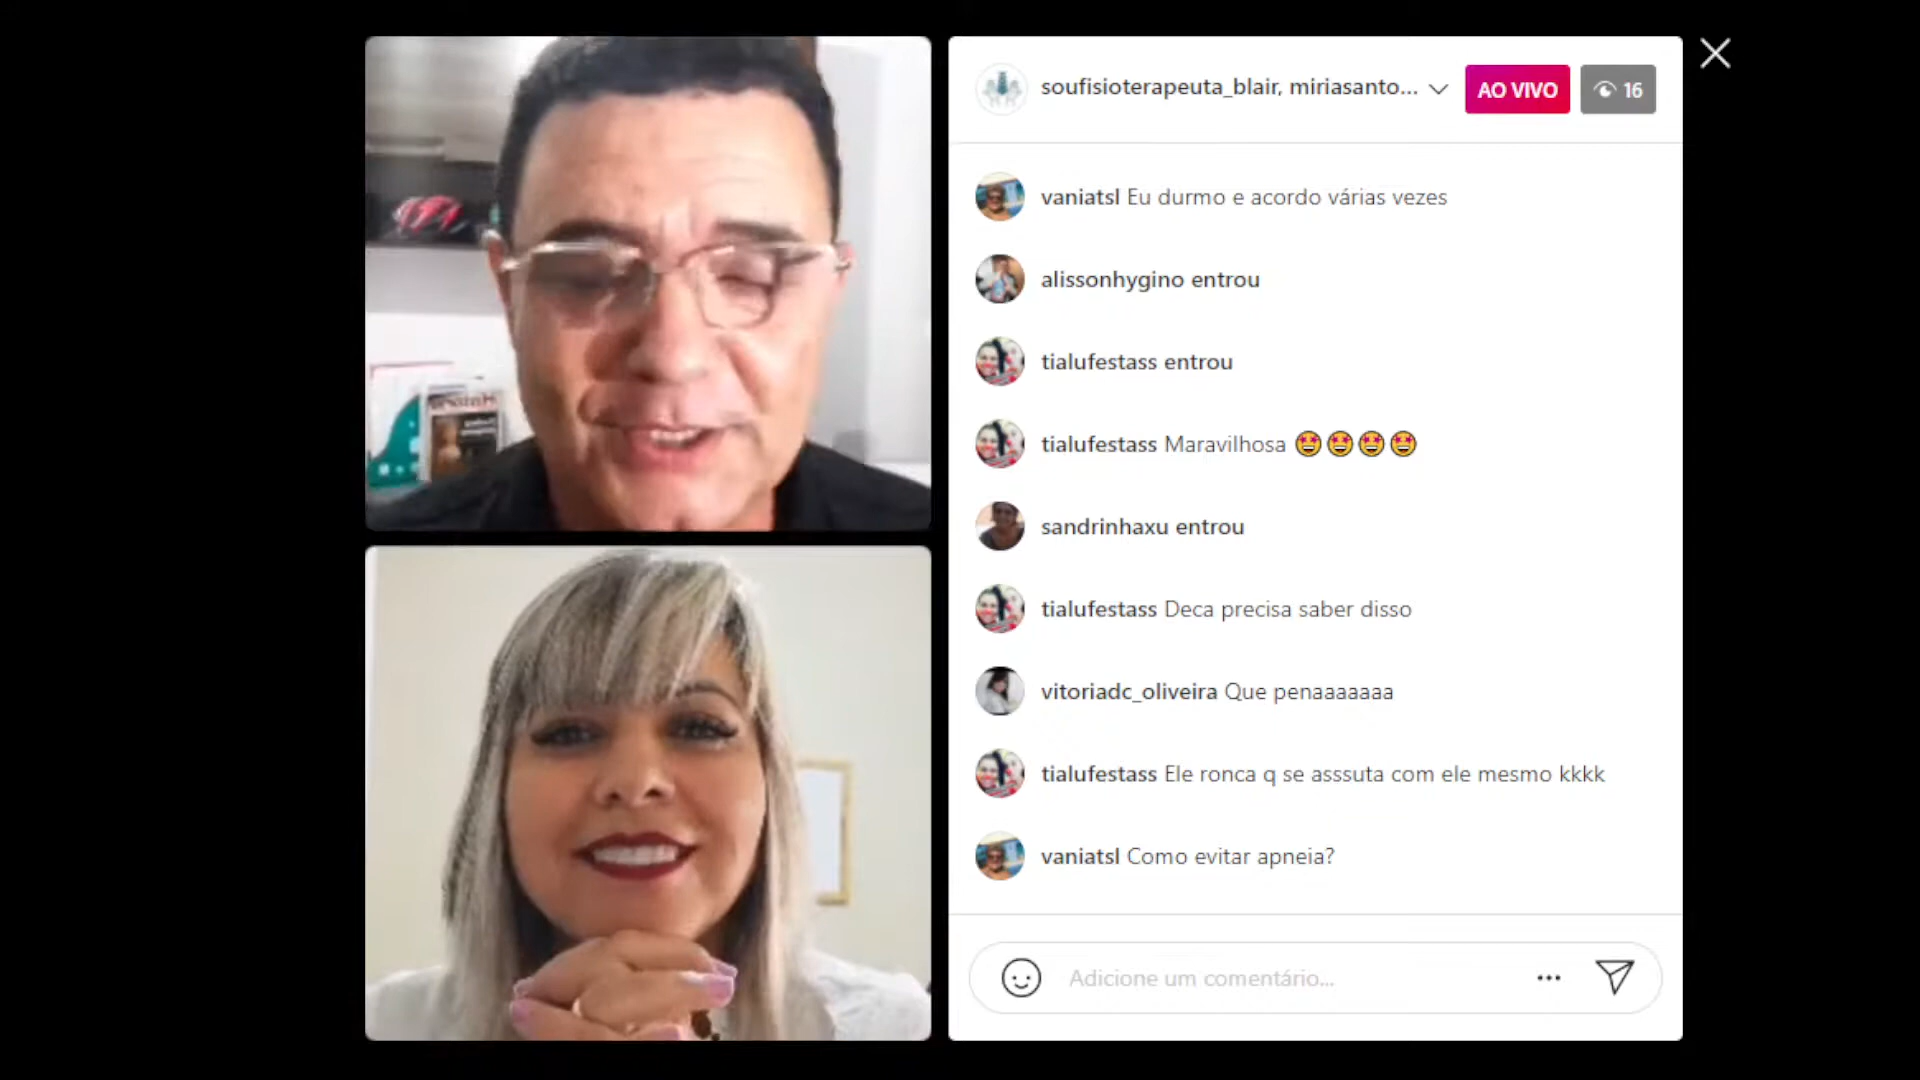 soufisioterapeuta_blair, miriasanto...
AO VIVO
16
vaniatsl Eu durmo e acordo várias vezes
alissonhygino entrou
tialufestass entrou
tialufestass Maravilhosa 🤩🤩🤩🤩
sandrinhaxu entrou
tialufestass Deca precisa saber disso
vitoriadc_oliveira Que penaaaaaaa
tialufestass Ele ronca q se asssuta com ele mesmo kkkk
vaniatsl Como evitar apneia?
Adicione um comentário...